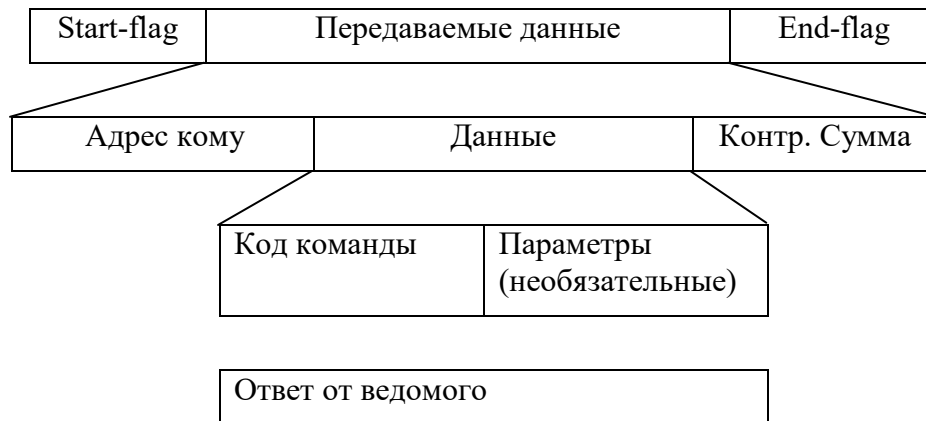 Start-flag Передаваемые данные End-flag
Адрес кому Данные Контр. Сумма
Код команды Параметры
(необязательные)
Ответ от ведомого